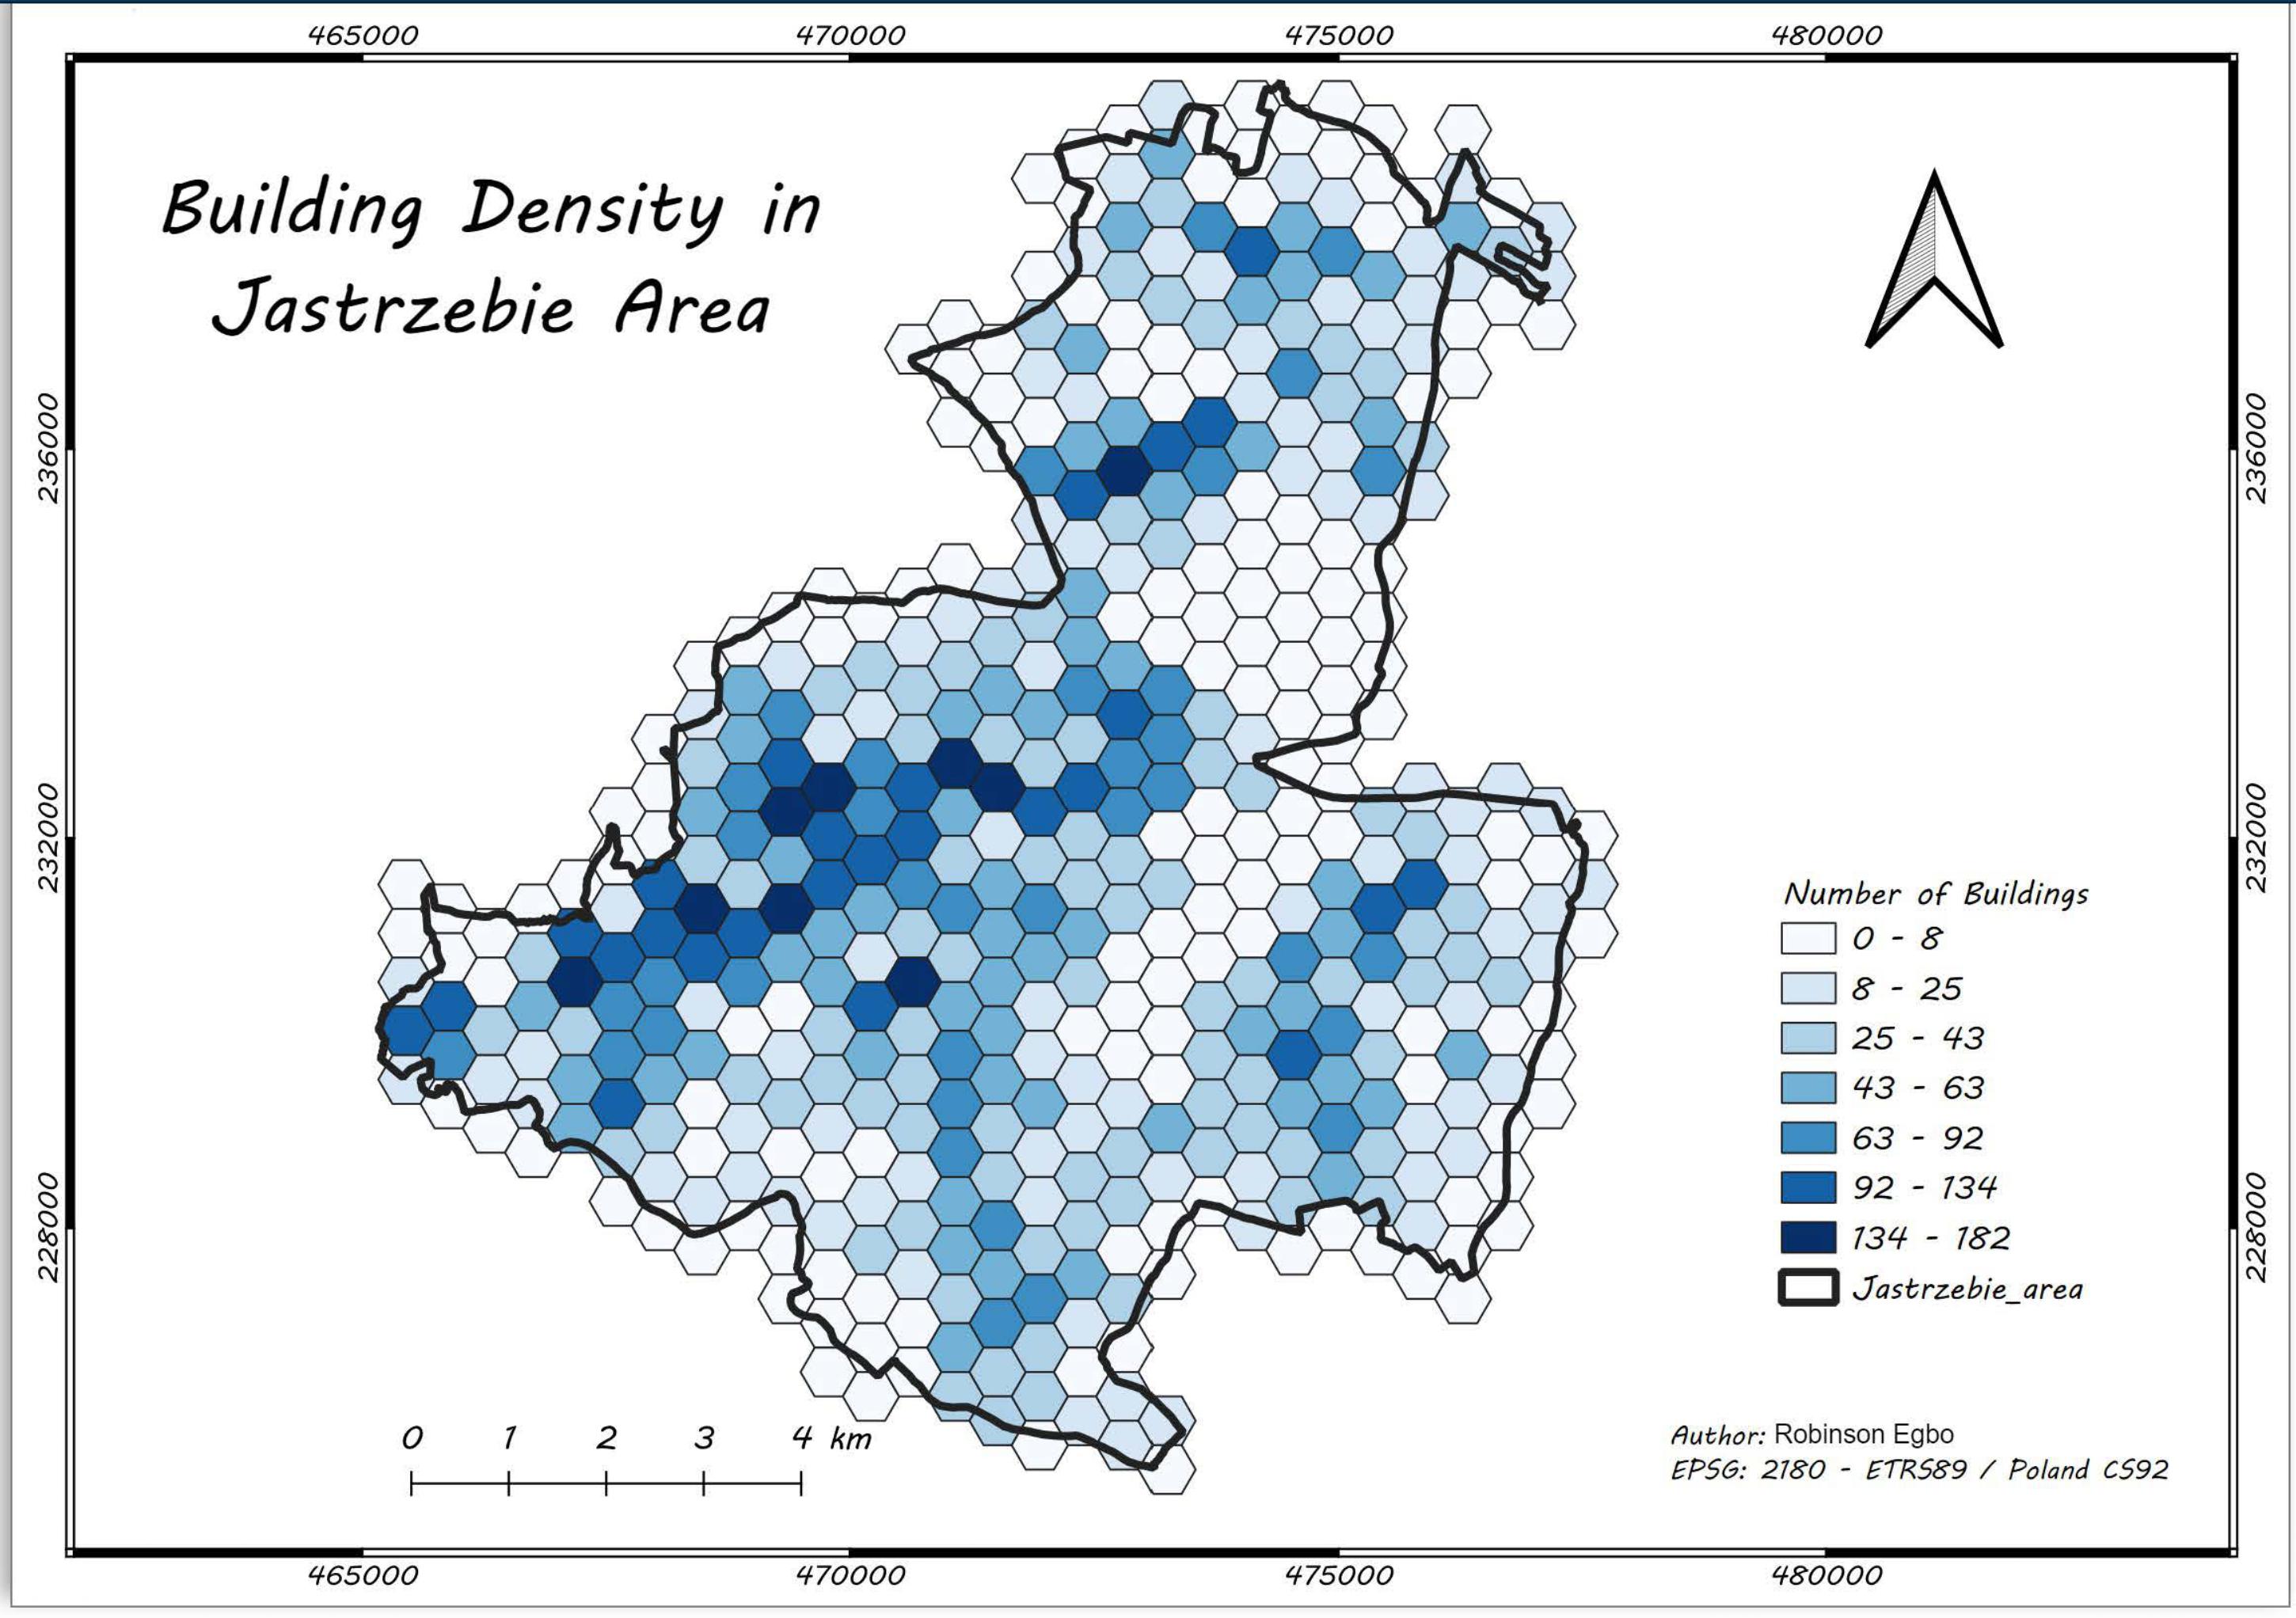 465000 470000 475000 480000
Building Density in
Jastrzebie Area
236000 236000
232000 232000
228000 228000
Number of Buildings
0 - 8
8 - 25
25 - 43
43 - 63
63 - 92
92 - 134
134 - 182
Jastrzebie_area
0 1 2 3 4 km
Author: Robinson Egbo
EPSG: 2180 - ETRS89 / Poland CS92
465000 470000 475000 480000